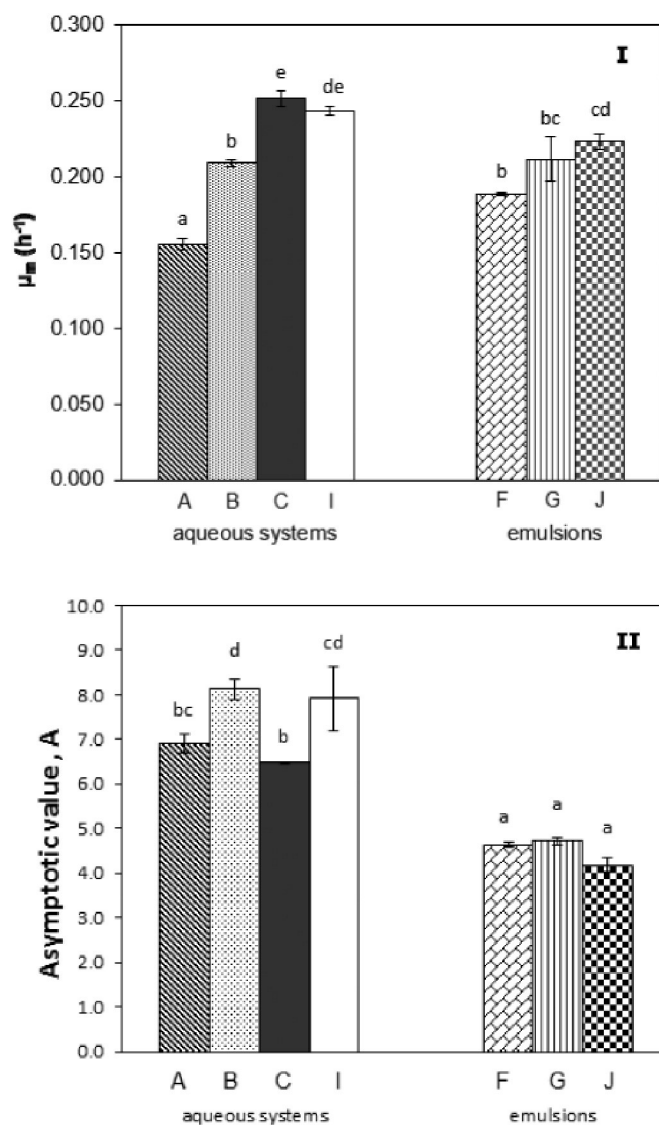 0.300
I
e
de
0.250
cd
bc
b
b
0.200
a
0.150
0.100
0.050
0.000
μm (h-1)
A B C I F G J
aqueous systems emulsions
10.0
II
9.0
d
cd
8.0
bc
b
7.0
6.0
a a a
5.0
4.0
3.0
2.0
1.0
0.0
Asymptotic value, A
A B C I F G J
aqueous systems emulsions